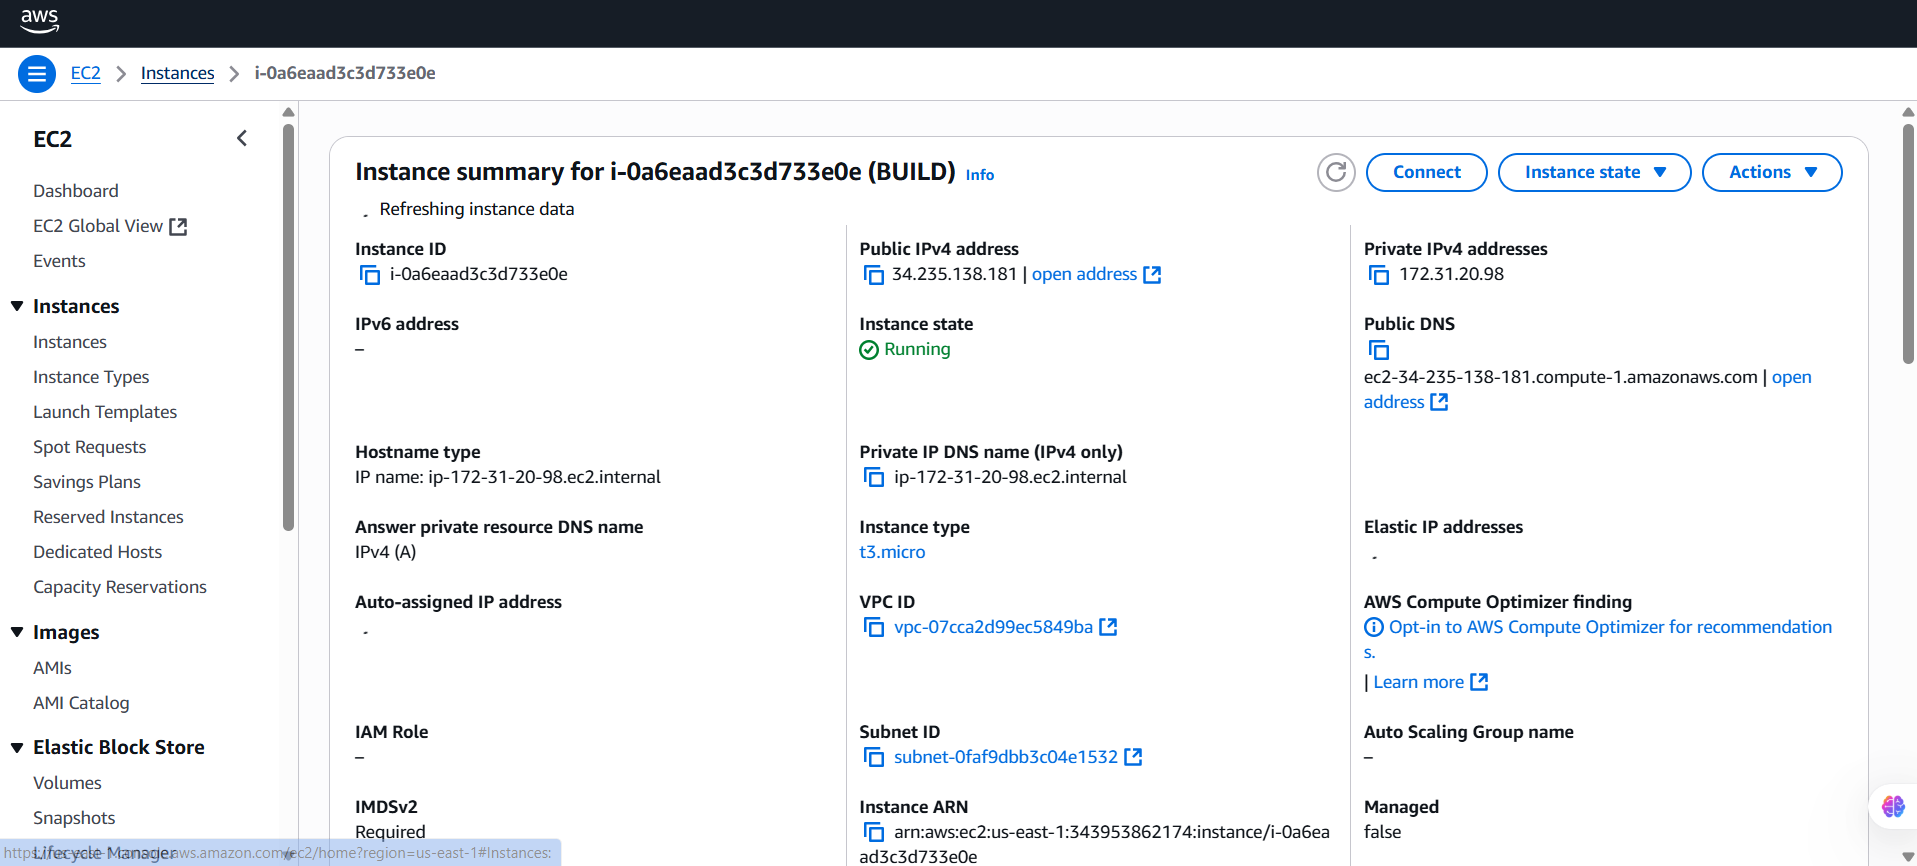 aws
EC2 > Instances > i-0a6eaad3c3d733e0e
EC2
Dashboard
EC2 Global View
Events
Instances
Instances
Instance Types
Launch Templates
Spot Requests
Savings Plans
Reserved Instances
Dedicated Hosts
Capacity Reservations
Images
AMIs
AMI Catalog
Elastic Block Store
Volumes
Snapshots
Lifecycle Manager
Instance summary for i-0a6eaad3c3d733e0e (BUILD) Info
Connect
Instance state
Actions
Refreshing instance data
Instance ID
i-0a6eaad3c3d733e0e
Public IPv4 address
34.235.138.181 | open address
Private IPv4 addresses
172.31.20.98
IPv6 address
–
Instance state
Running
Public DNS
ec2-34-235-138-181.compute-1.amazonaws.com | open
address
Hostname type
IP name: ip-172-31-20-98.ec2.internal
Private IP DNS name (IPv4 only)
ip-172-31-20-98.ec2.internal
Answer private resource DNS name
IPv4 (A)
Instance type
t3.micro
Elastic IP addresses
Auto-assigned IP address
VPC ID
vpc-07cca2d99ec5849ba
AWS Compute Optimizer finding
Opt-in to AWS Compute Optimizer for recommendation
s.
| Learn more
IAM Role
–
Subnet ID
subnet-0faf9dbb3c04e1532
Auto Scaling Group name
–
IMDSv2
Required
Instance ARN
arn:aws:ec2:us-east-1:343953862174:instance/i-0a6ea
ad3c3d733e0e
Managed
false
aws.amazon.com/ec2/home?region=us-east-1#Instances: